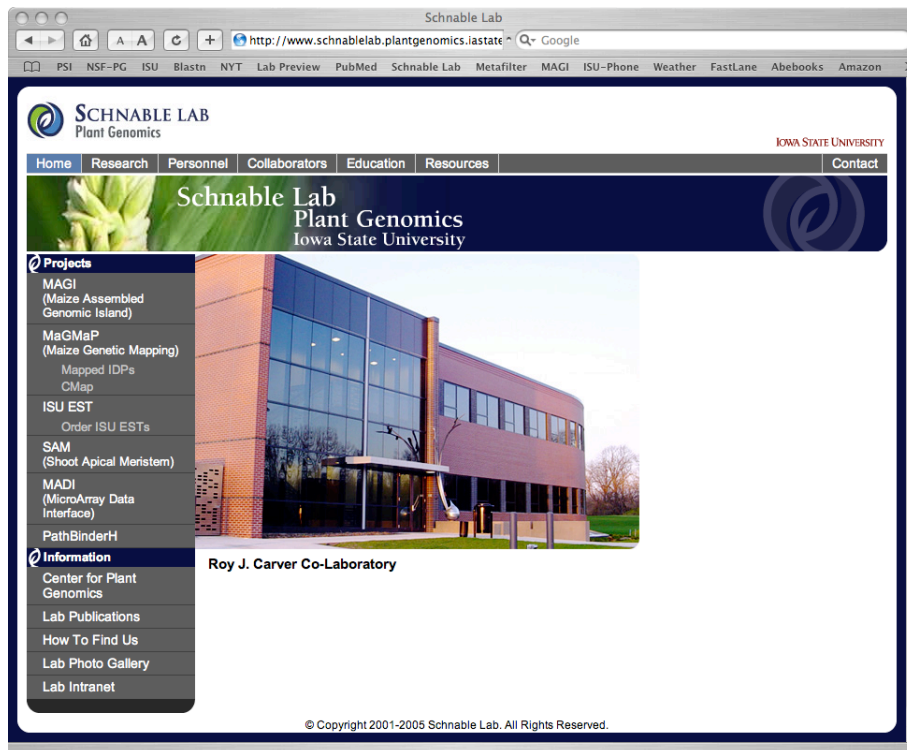 Schnable Lab
A A
http://www.schnablelab.plantgenomics.iastate
Google
PSI NSF-PG ISU Blastn NYT Lab Preview PubMed Schnable Lab Metafilter MAGI ISU-Phone Weather FastLane Abebooks Amazon
SCHNABLE LAB
Plant Genomics
IOWA STATE UNIVERSITY
Home Research Personnel Collaborators Education Resources Contact
Schnable Lab
Plant Genomics
Iowa State University
Projects
MAGI
(Maize Assembled
Genomic Island)
MaGMaP
(Maize Genetic Mapping)
Mapped IDPs
CMap
ISU EST
Order ISU ESTs
SAM
(Shoot Apical Meristem)
MADI
(MicroArray Data
Interface)
PathBinderH
Information
Center for Plant
Genomics
Lab Publications
How To Find Us
Lab Photo Gallery
Lab Intranet
Roy J. Carver Co-Laboratory
© Copyright 2001-2005 Schnable Lab. All Rights Reserved.